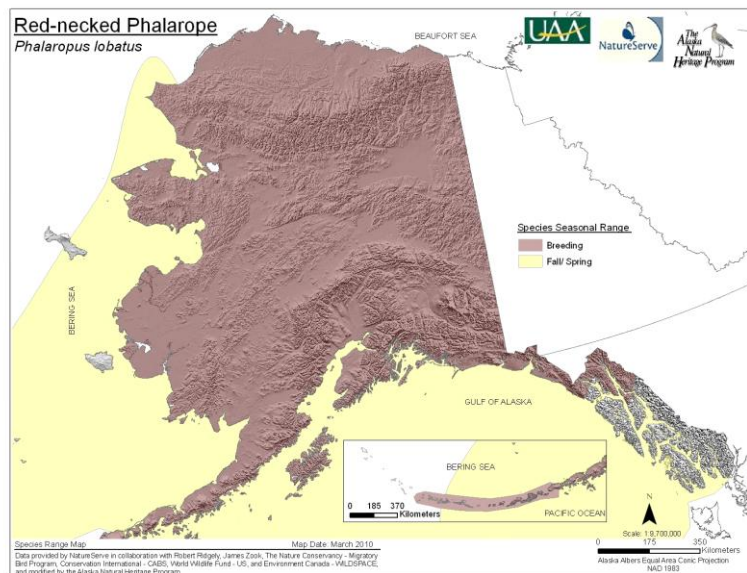 Red-necked Phalarope
Phalaropus lobatus
BEAUFORT SEA
UAA
NatureServe
The
Alaska
Natural
Heritage Program
Species Seasonal Range
Breeding
Fall/ Spring
BERING SEA
GULF OF ALASKA
BERING SEA
0 185 370
Kilometers
PACIFIC OCEAN
N
Scale: 1:9,700,000
0 175 350
Kilometers
Alaska Albers Equal Area Conic Projection
NAD 1983
Species Range Map
Map Date: March 2010
Data provided by NatureServe in collaboration with Robert Ridgely, James Zook, The Nature Conservancy - Migratory
Bird Program, Conservation International - CABS, World Wildlife Fund - US, and Environment Canada - WILDSPACE,
and modified by the Alaska Natural Heritage Program